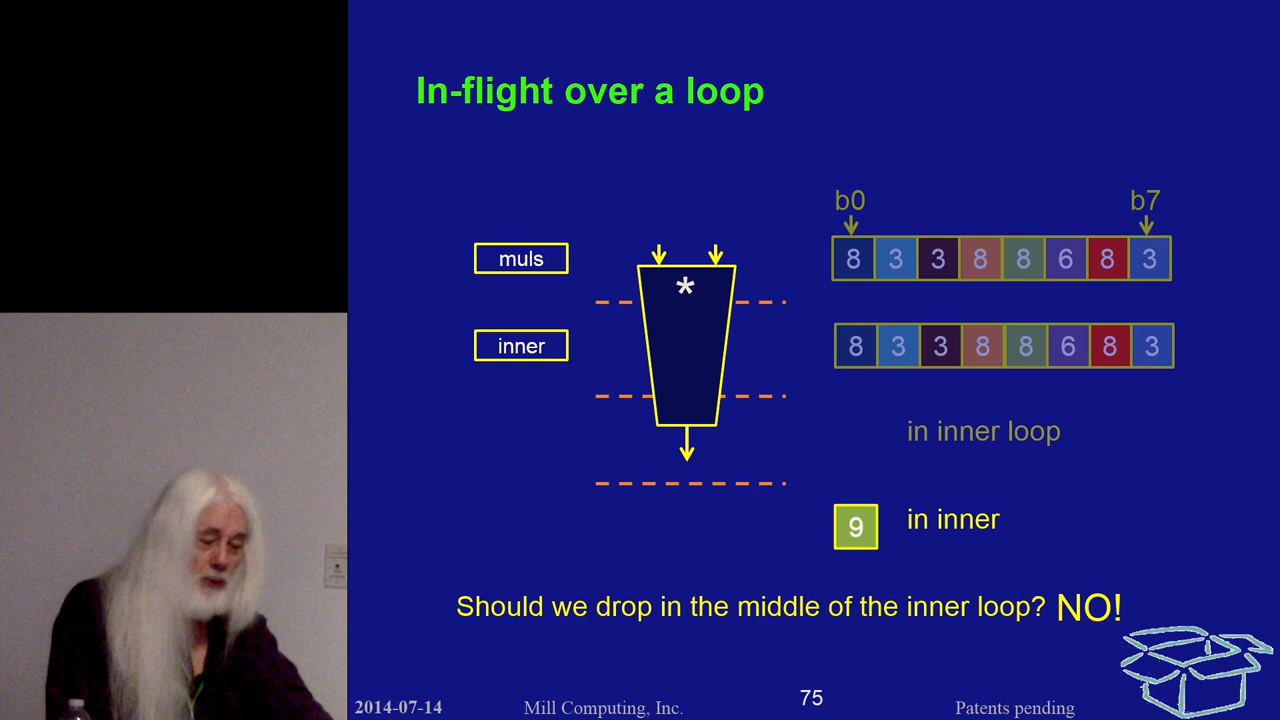 In-flight over a loop
b0 b7
muls * 8 3 3 8 8 6 8 3
inner 8 3 3 8 8 6 8 3
in inner loop
9 in inner
Should we drop in the middle of the inner loop? NO!
2014-07-14 Mill Computing, Inc. 75 Patents pending